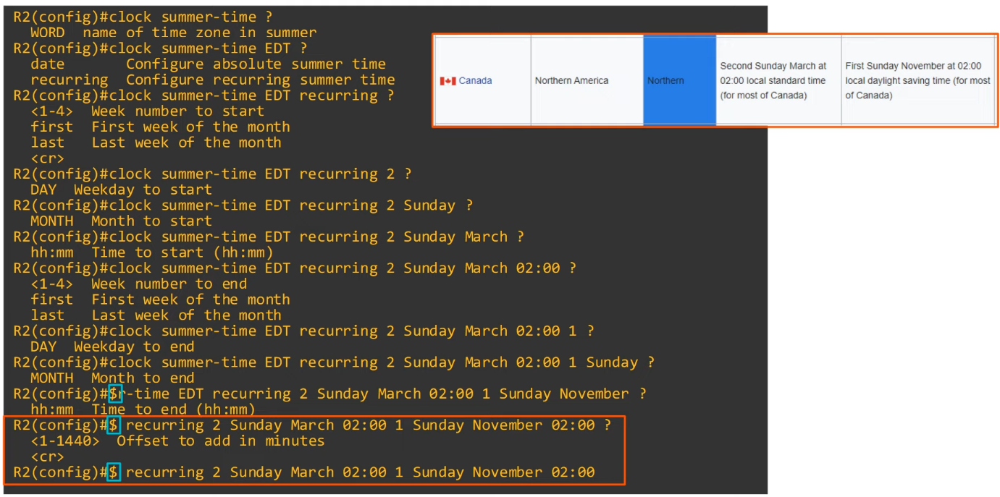 R2(config)#clock summer-time ?
  WORD  name of time zone in summer
R2(config)#clock summer-time EDT ?
  date       Configure absolute summer time
  recurring  Configure recurring summer time
R2(config)#clock summer-time EDT recurring ?
  <1-4>  Week number to start
  first  First week of the month
  last   Last week of the month
  <cr>
R2(config)#clock summer-time EDT recurring 2 ?
  DAY  Weekday to start
R2(config)#clock summer-time EDT recurring 2 Sunday ?
  MONTH  Month to start
R2(config)#clock summer-time EDT recurring 2 Sunday March ?
  hh:mm  Time to start (hh:mm)
R2(config)#clock summer-time EDT recurring 2 Sunday March 02:00 ?
  <1-4>  Week number to end
  first  First week of the month
  last   Last week of the month
R2(config)#clock summer-time EDT recurring 2 Sunday March 02:00 1 ?
  DAY  Weekday to end
R2(config)#clock summer-time EDT recurring 2 Sunday March 02:00 1 Sunday ?
  MONTH  Month to end
R2(config)#$r-time EDT recurring 2 Sunday March 02:00 1 Sunday November ?
  hh:mm  Time to end (hh:mm)
R2(config)#$ recurring 2 Sunday March 02:00 1 Sunday November 02:00 ?
  <1-1440>  Offset to add in minutes
  <cr>
R2(config)#$ recurring 2 Sunday March 02:00 1 Sunday November 02:00
Canada
Northern America
Northern
Second Sunday March at
02:00 local standard time
(for most of Canada)
First Sunday November at 02:00
local daylight saving time (for most
of Canada)